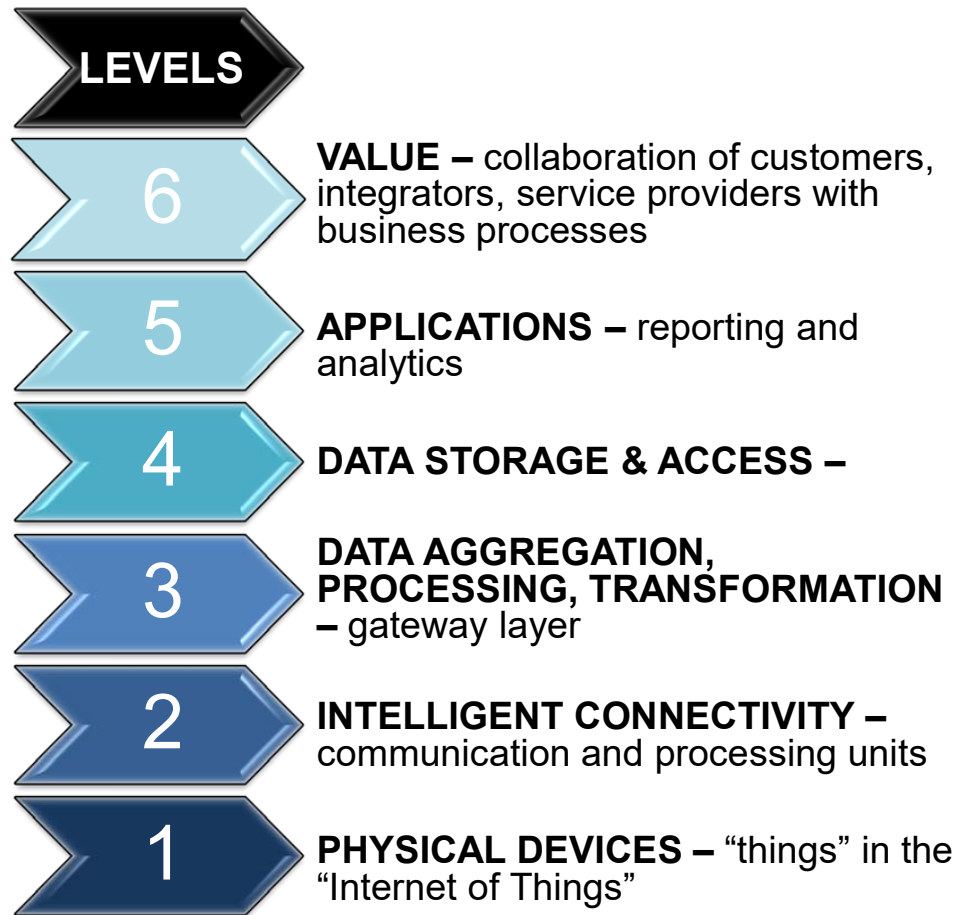 LEVELS
6
VALUE – collaboration of customers,
integrators, service providers with
business processes
5
APPLICATIONS – reporting and
analytics
4
DATA STORAGE & ACCESS –
3
DATA AGGREGATION,
PROCESSING, TRANSFORMATION
– gateway layer
2
INTELLIGENT CONNECTIVITY –
communication and processing units
1
PHYSICAL DEVICES – “things” in the
“Internet of Things”